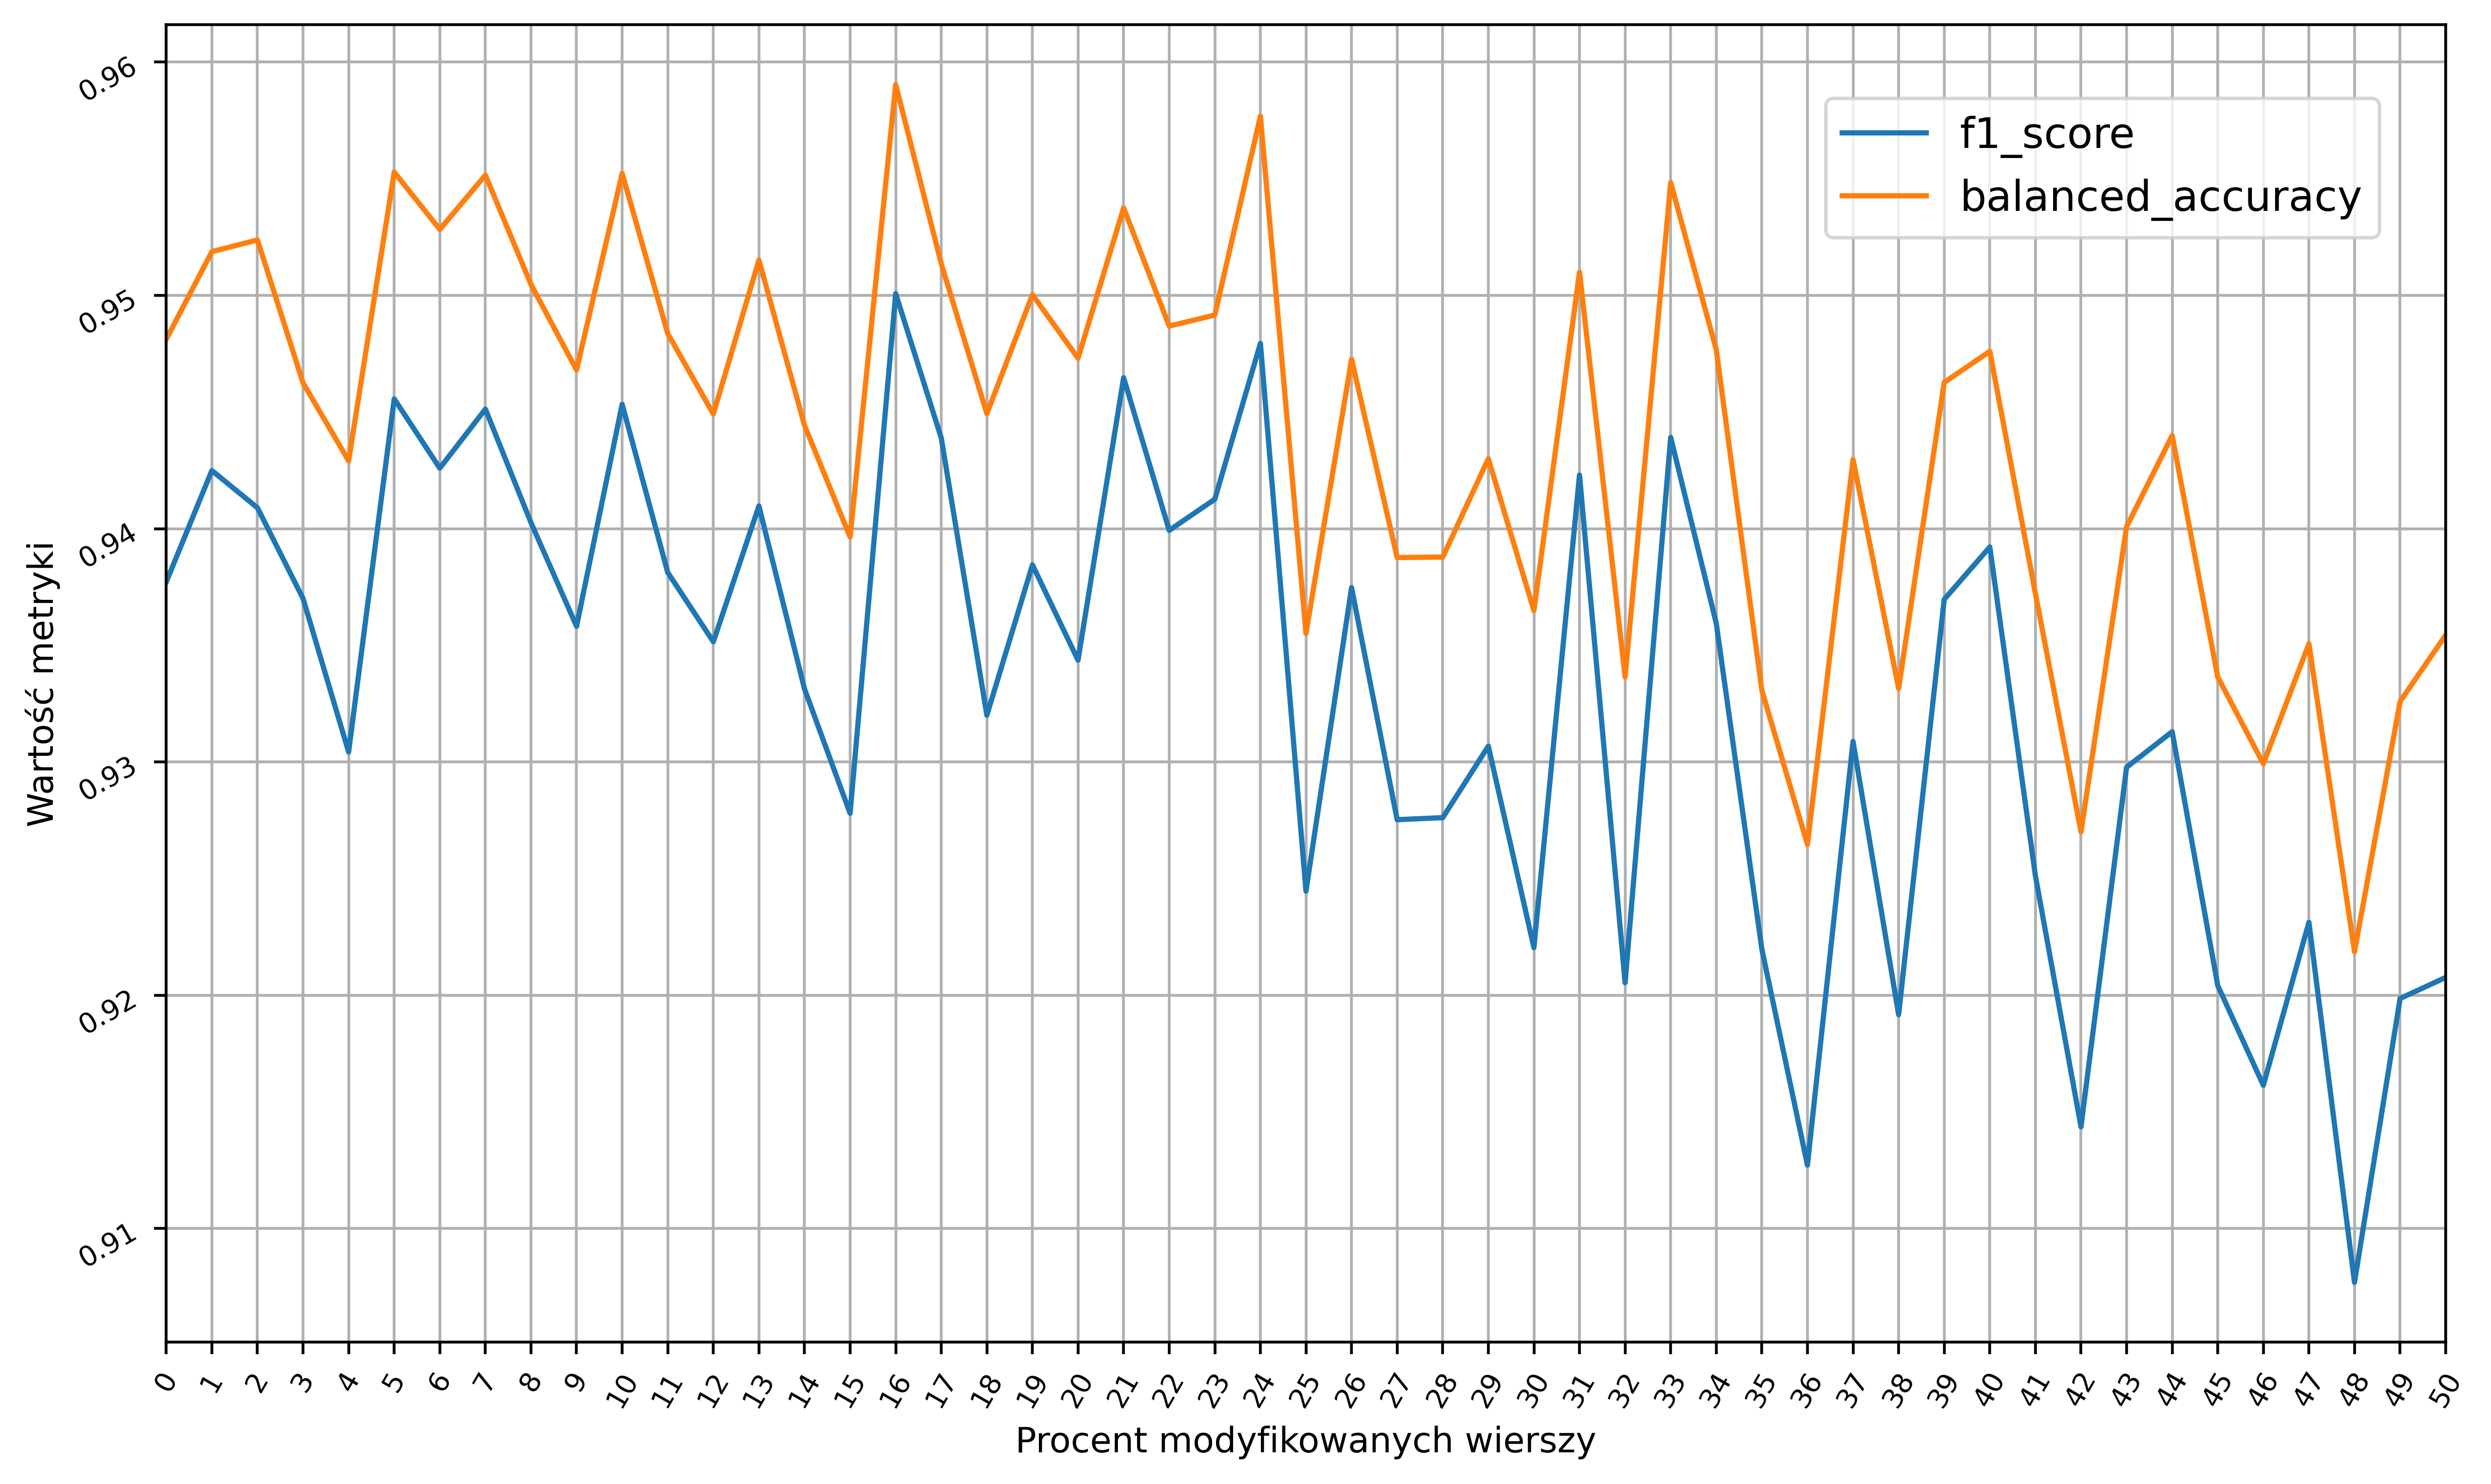 f1_score
balanced_accuracy
Wartość metryki
0.96
0.95
0.94
0.93
0.92
0.91
0 1 2 3 4 5 6 7 8 9 10 11 12 13 14 15 16 17 18 19 20 21 22 23 24 25 26 27 28 29 30 31 32 33 34 35 36 37 38 39 40 41 42 43 44 45 46 47 48 49 50
Procent modyfikowanych wierszy